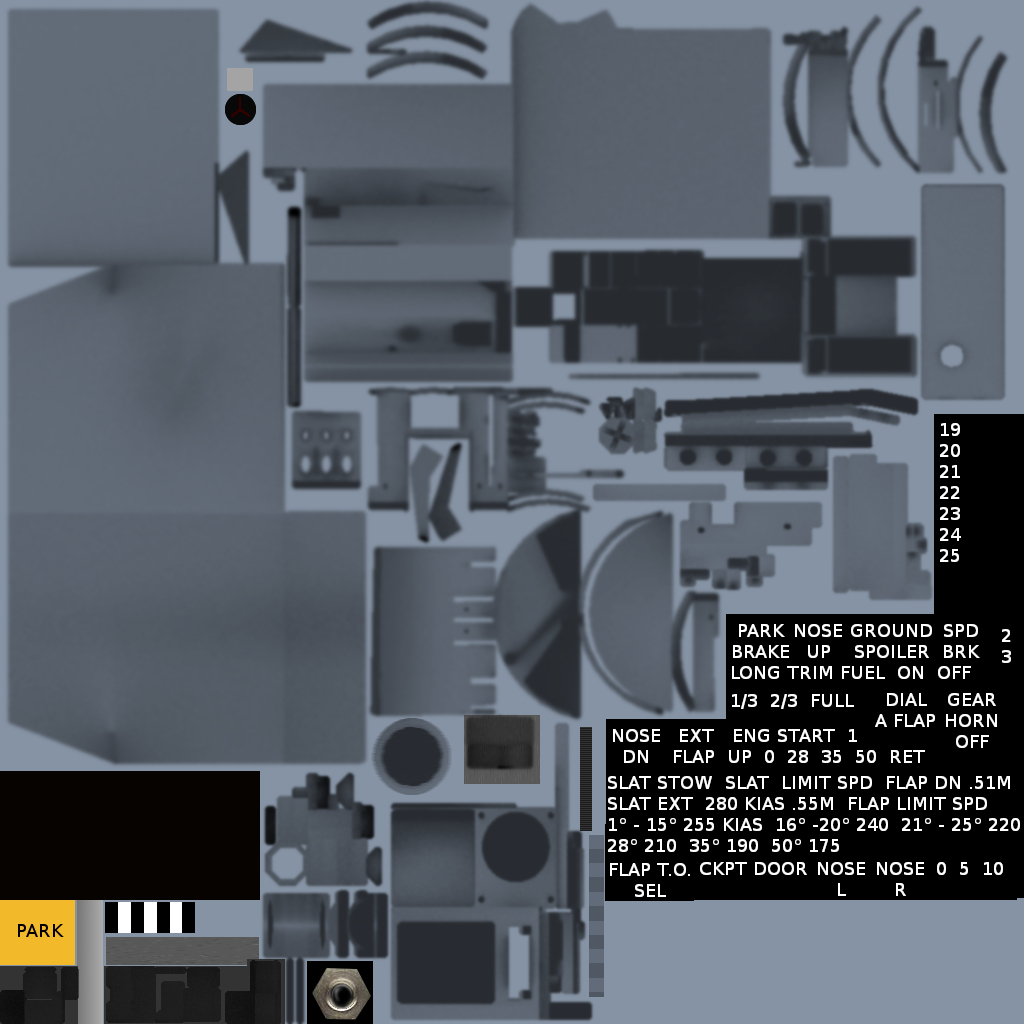 19
20
21
22
23
24
25
PARK NOSE GROUND SPD 2
BRAKE UP SPOILER BRK 3
LONG TRIM FUEL ON OFF
1/3 2/3 FULL DIAL GEAR
A FLAP HORN
NOSE EXT ENG START 1 OFF
DN FLAP UP 0 28 35 50 RET
SLAT STOW SLAT LIMIT SPD FLAP DN .51M
SLAT EXT 280 KIAS .55M FLAP LIMIT SPD
1° - 15° 255 KIAS 16° -20° 240 21° - 25° 220
28° 210 35° 190 50° 175
FLAP T.O. CKPT DOOR NOSE NOSE 0 5 10
SEL L R
PARK